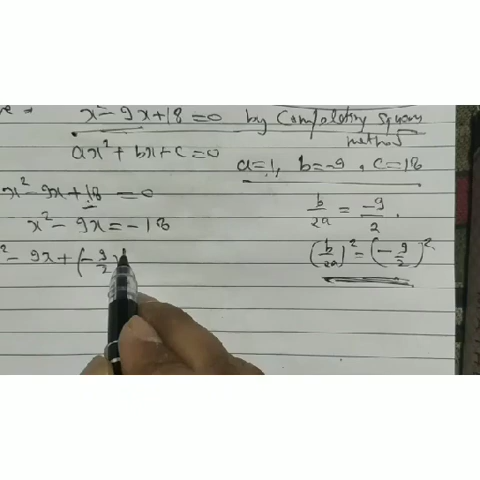 x² - 9x + 18 = 0 by Completing Square
method
ax² + bx + c = 0
a = 1, b = -9, c = 18
x² - 9x + 18 = 0
b/2a = -9/2.
x² - 9x = -18
² - 9x + (-9/2)
(b/2a)² = (-9/2)²